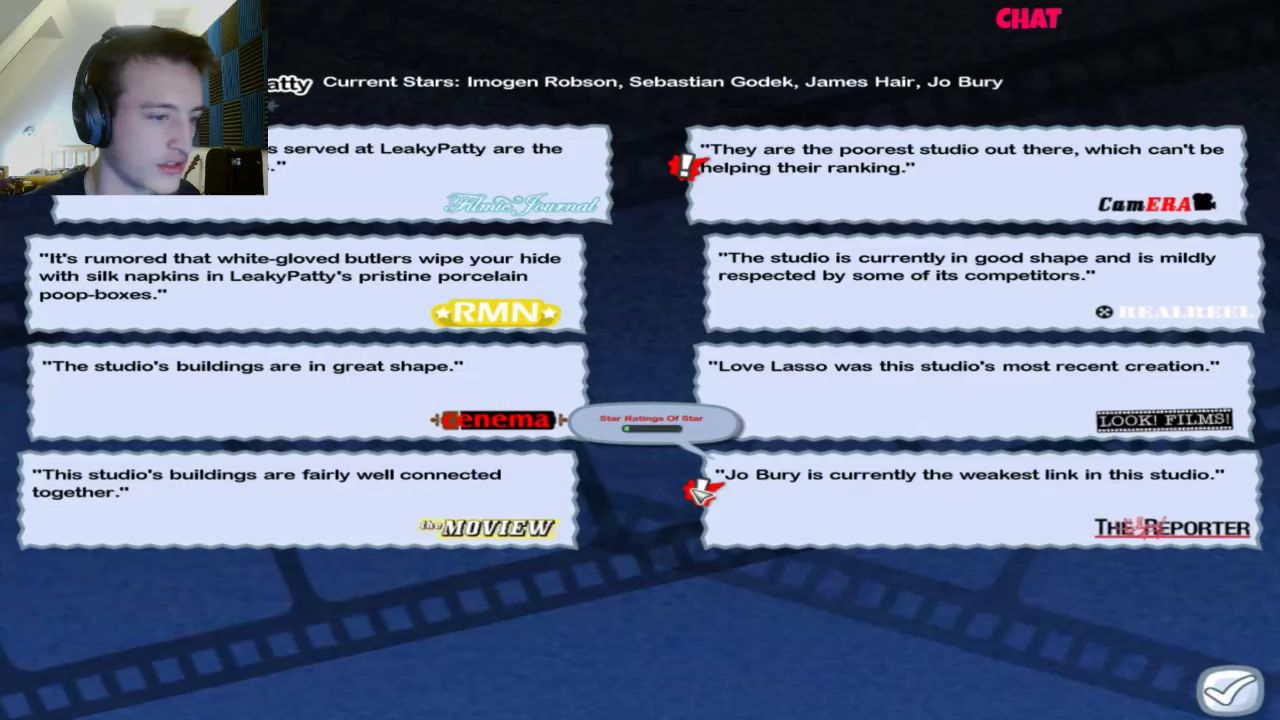 CHAT
atty Current Stars: Imogen Robson, Sebastian Godek, James Hair, Jo Bury
s served at LeakyPatty are the
."
Filmic Journal
"They are the poorest studio out there, which can't be
helping their ranking."
CamERA
"It's rumored that white-gloved butlers wipe your hide
with silk napkins in LeakyPatty's pristine porcelain
poop-boxes."
RMN
"The studio is currently in good shape and is mildly
respected by some of its competitors."
REALREEL
"The studio's buildings are in great shape."
enema
Star Ratings Of Star
"Love Lasso was this studio's most recent creation."
LOOK! FILMS!
"This studio's buildings are fairly well connected
together."
the MOVIEW
"Jo Bury is currently the weakest link in this studio."
THE REPORTER